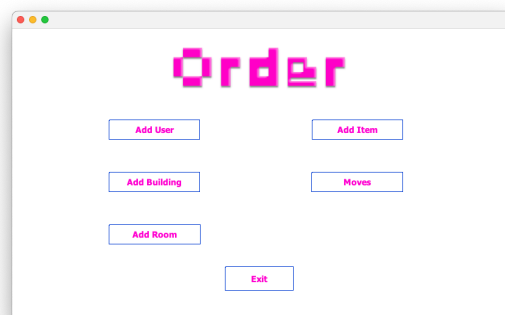 Order
Add User
Add Item
Add Building
Moves
Add Room
Exit